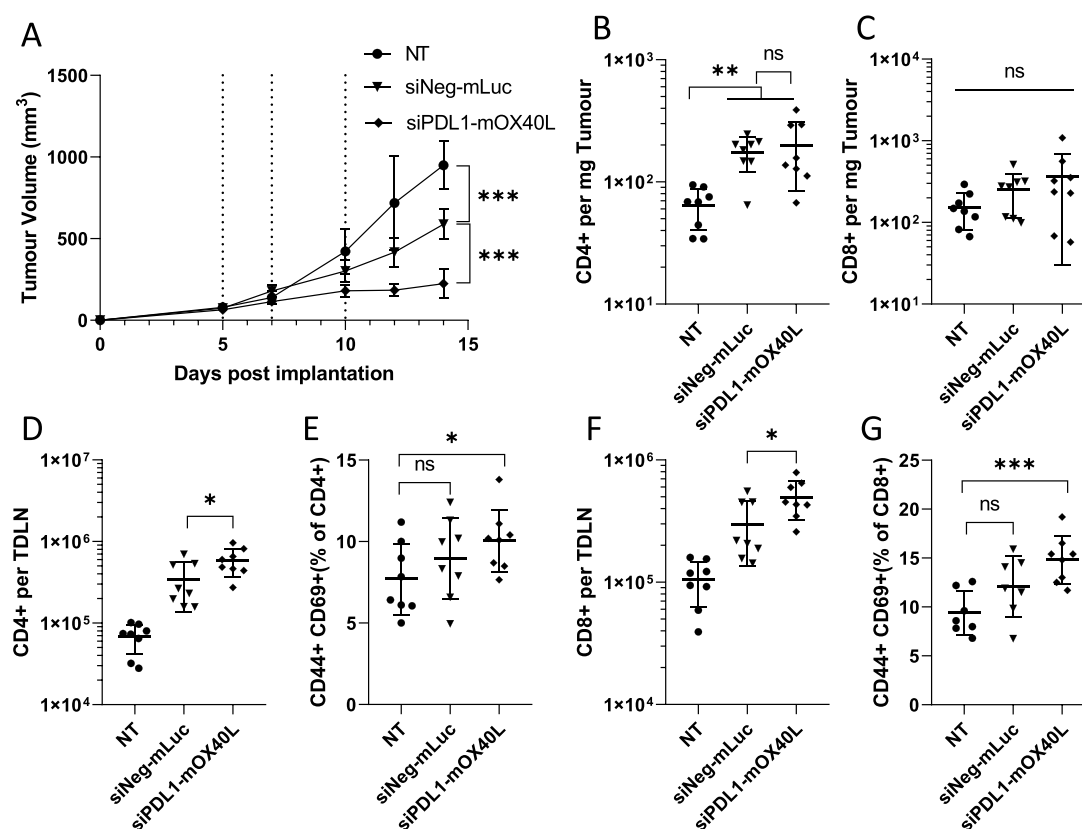 A
NT
siNeg-mLuc
siPDL1-mOX40L
Tumour Volume (mm³)
1500
1000
500
0
***
***
0
5
10
15
Days post implantation
B
CD4+ per mg Tumour
1×10³
1×10²
1×10¹
**
ns
NT
siNeg-mLuc
siPDL1-mOX40L
C
CD8+ per mg Tumour
1×10⁴
1×10³
1×10²
1×10¹
ns
NT
siNeg-mLuc
siPDL1-mOX40L
D
CD4+ per TDLN
1×10⁷
1×10⁶
1×10⁵
1×10⁴
*
NT
siNeg-mLuc
siPDL1-mOX40L
E
CD44+ CD69+(% of CD4+)
15
10
5
0
*
ns
NT
siNeg-mLuc
siPDL1-mOX40L
F
CD8+ per TDLN
1×10⁶
1×10⁵
1×10⁴
*
NT
siNeg-mLuc
siPDL1-mOX40L
G
CD44+ CD69+(% of CD8+)
25
20
15
10
5
0
***
ns
NT
siNeg-mLuc
siPDL1-mOX40L